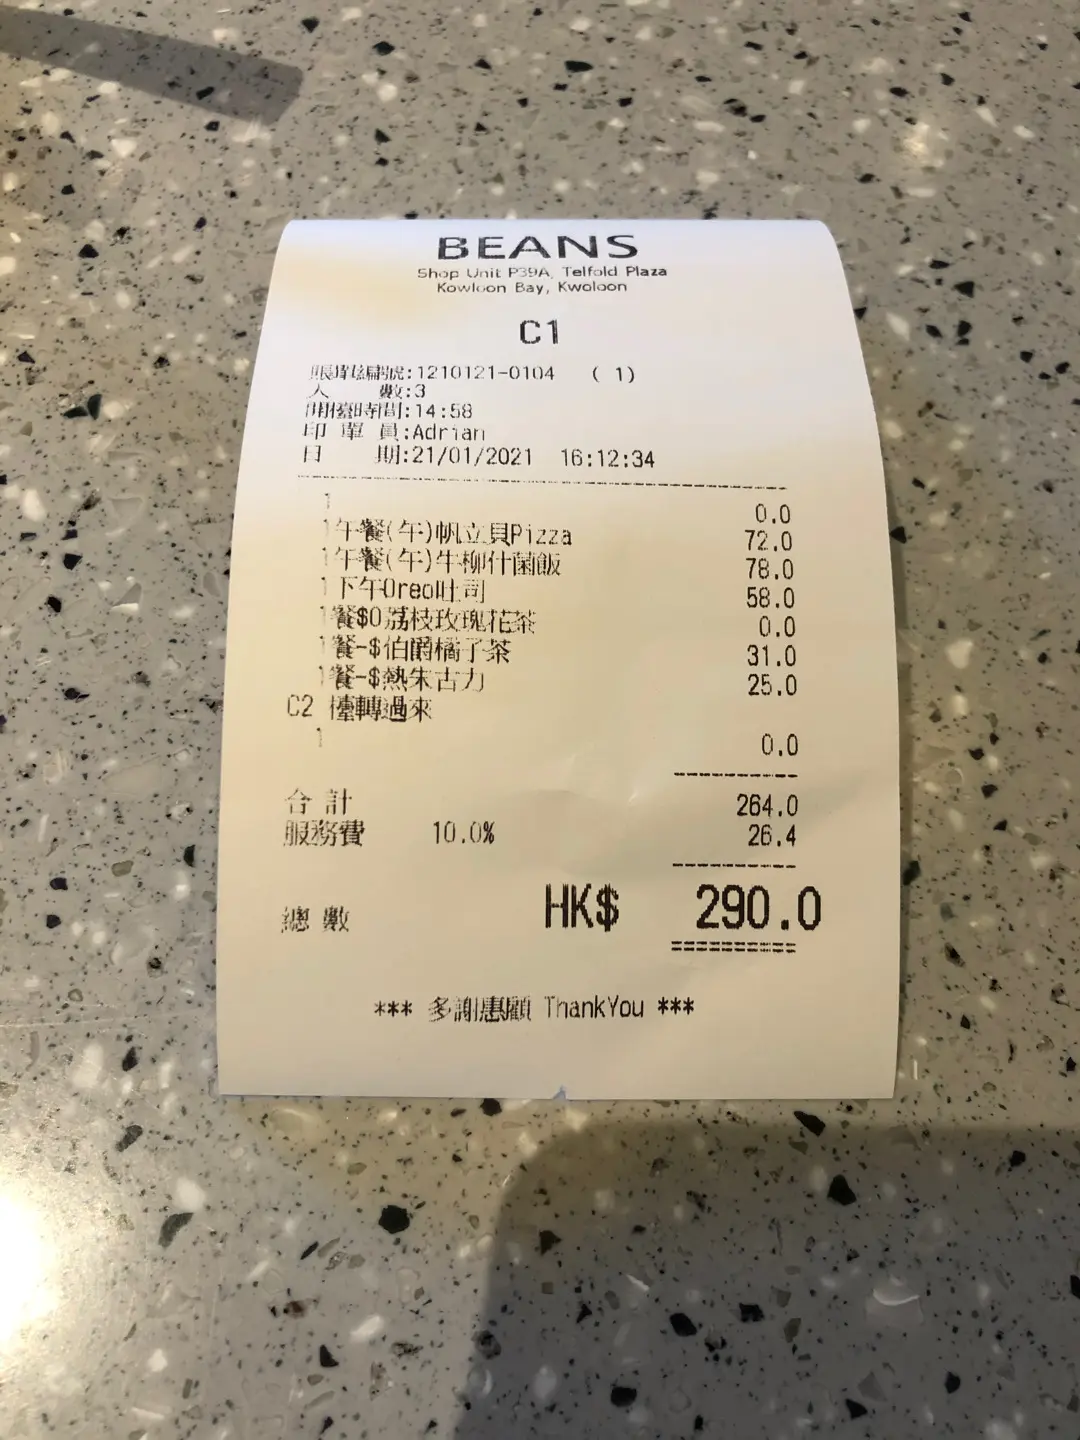 BEANS
Shop Unit P39A, Telfold Plaza
Kowloon Bay, Kwoloon
C1
賬單編號:1210121-0104 ( 1)
人 數:3
開檯時間:14:58
印 單 員:Adrian
日 期:21/01/2021 16:12:34
1 0.0
1 午餐(午)帆立貝Pizza 72.0
1 午餐(午)牛柳什菌飯 78.0
1 下午Oreo吐司 58.0
1 餐$0荔枝玫瑰花茶 0.0
1 餐-$伯爵橘子茶 31.0
1 餐-$熱朱古力 25.0
C2 檯轉過來
1 0.0
合 計 264.0
服務費 10.0% 26.4
總 數 HK$ 290.0
*** 多謝惠顧 ThankYou ***